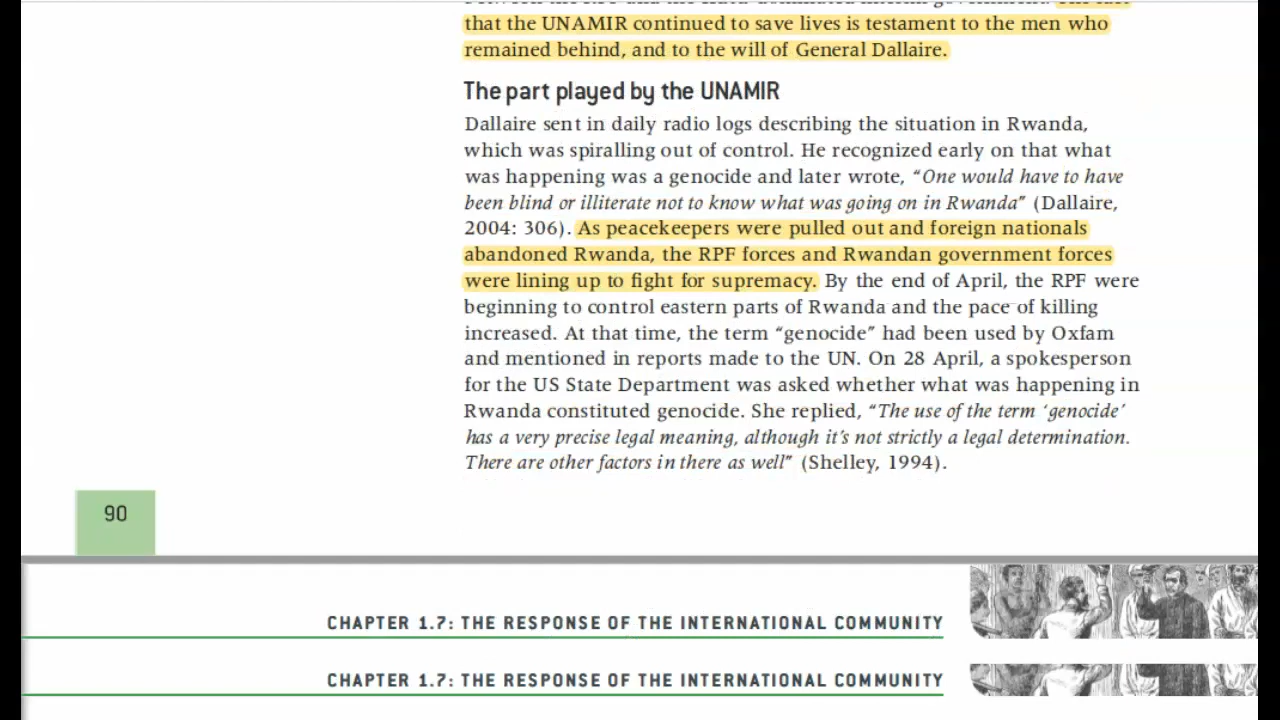 that the UNAMIR continued to save lives is testament to the men who
remained behind, and to the will of General Dallaire.
The part played by the UNAMIR
Dallaire sent in daily radio logs describing the situation in Rwanda,
which was spiralling out of control. He recognized early on that what
was happening was a genocide and later wrote, “One would have to have
been blind or illiterate not to know what was going on in Rwanda” (Dallaire,
2004: 306). As peacekeepers were pulled out and foreign nationals
abandoned Rwanda, the RPF forces and Rwandan government forces
were lining up to fight for supremacy. By the end of April, the RPF were
beginning to control eastern parts of Rwanda and the pace of killing
increased. At that time, the term “genocide” had been used by Oxfam
and mentioned in reports made to the UN. On 28 April, a spokesperson
for the US State Department was asked whether what was happening in
Rwanda constituted genocide. She replied, “The use of the term ‘genocide’
has a very precise legal meaning, although it’s not strictly a legal determination.
There are other factors in there as well” (Shelley, 1994).
90
CHAPTER 1.7: THE RESPONSE OF THE INTERNATIONAL COMMUNITY
CHAPTER 1.7: THE RESPONSE OF THE INTERNATIONAL COMMUNITY